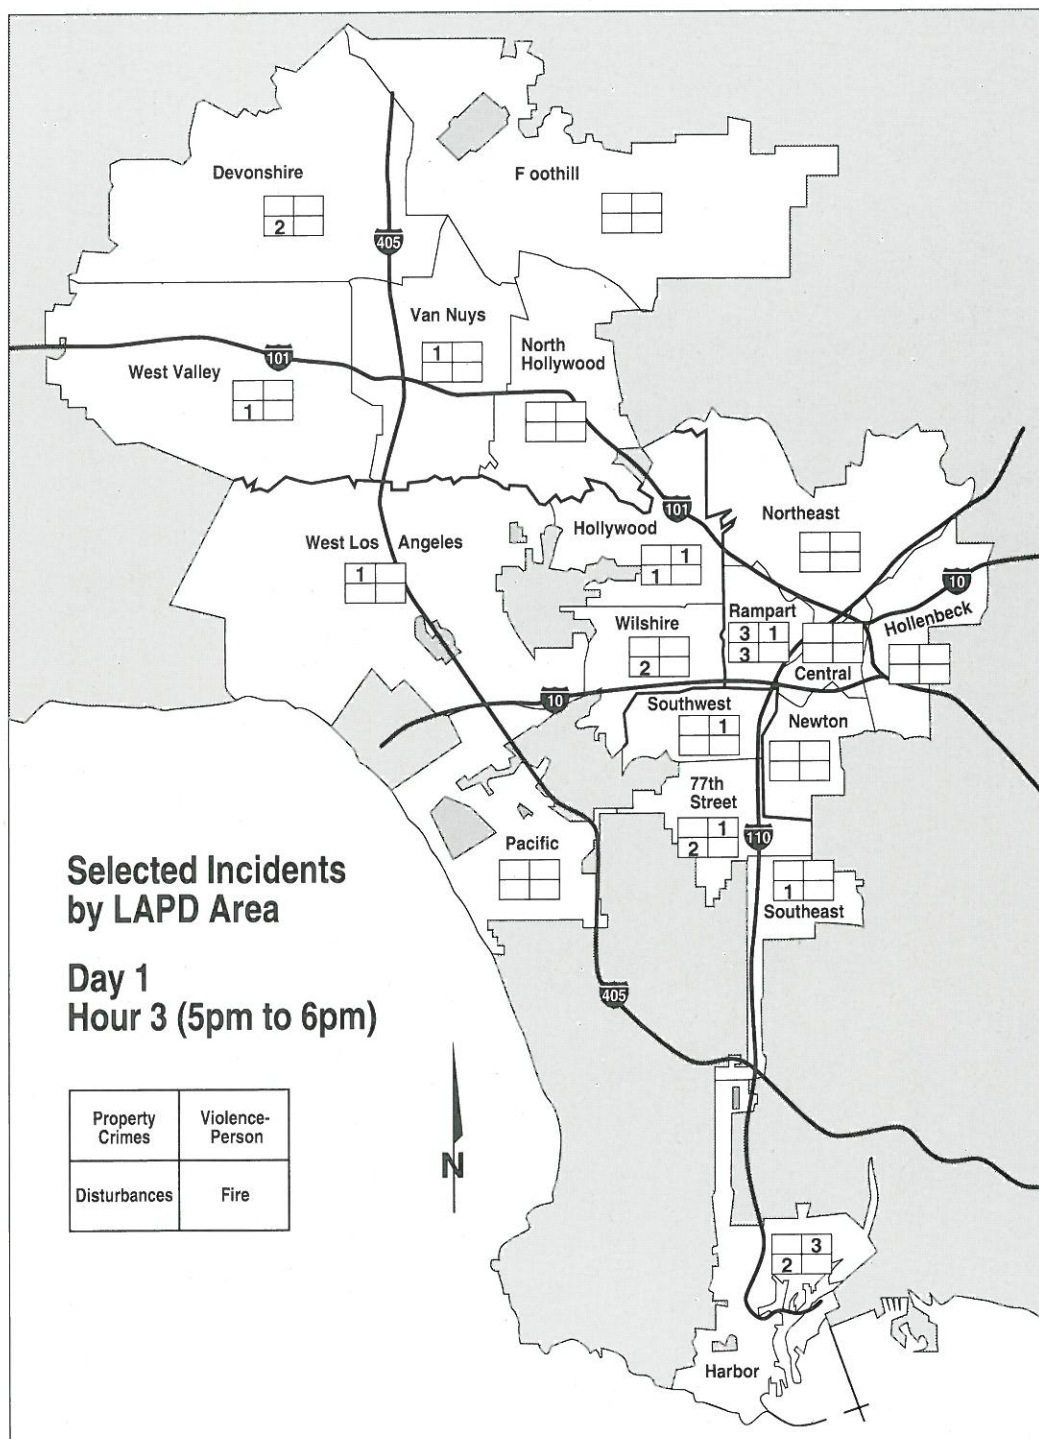 Devonshire
2
405
F oothill
Van Nuys
1
North
Hollywood
101
West Valley
1
101
Northeast
Hollywood
1
1
West Los Angeles
1
10
Hollenbeck
Rampart
3 1
3
Wilshire
2
Central
10
Southwest
1
Newton
77th
Street
1
2
110
Pacific
1
Southeast
Selected Incidents
by LAPD Area
Day 1
Hour 3 (5pm to 6pm)
405
Property
Crimes
Violence-
Person
Disturbances
Fire
N
3
2
Harbor